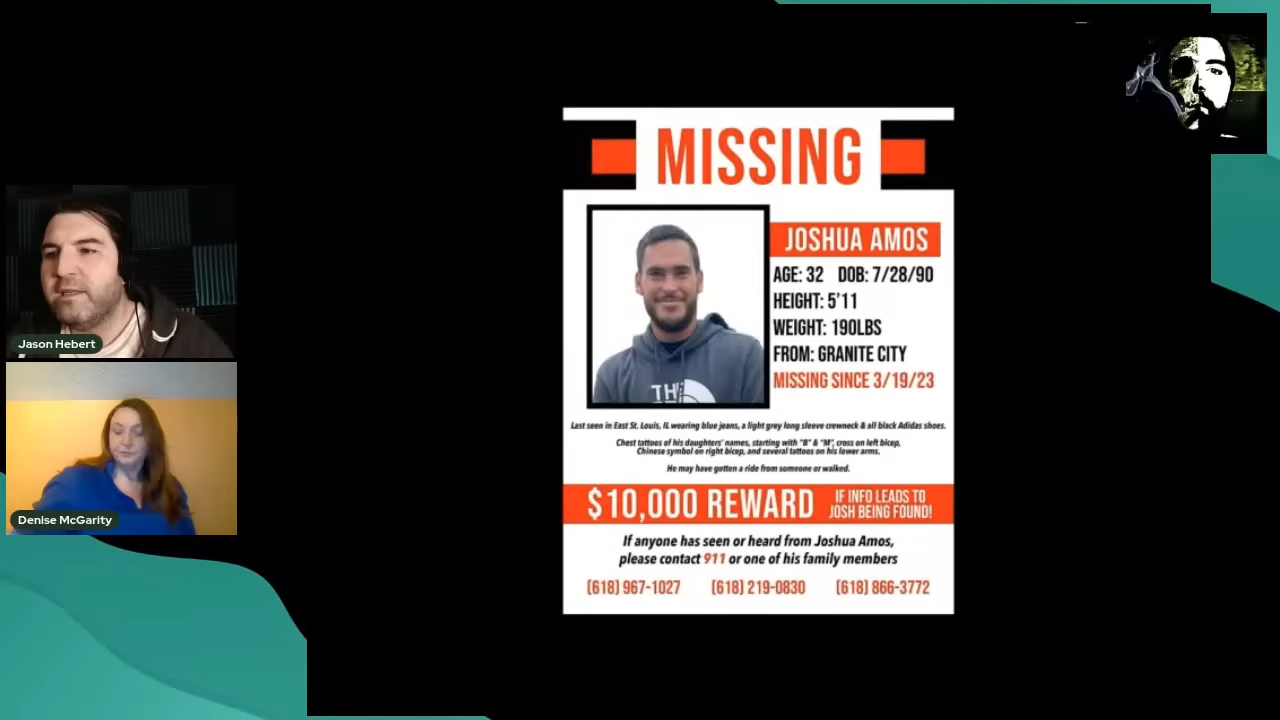 MISSING
JOSHUA AMOS
AGE: 32 DOB: 7/28/90
HEIGHT: 5'11
WEIGHT: 190LBS
FROM: GRANITE CITY
MISSING SINCE 3/19/23
Last seen in East St. Louis, IL wearing blue jeans, a light grey long sleeve crewneck & all black Adidas shoes.
Chest tattoos of his daughters' names, starting with "B" & "M", cross on left bicep,
Chinese symbol on right bicep, and several tattoos on his lower arms.
He may have gotten a ride from someone or walked.
$10,000 REWARD
IF INFO LEADS TO
JOSH BEING FOUND!
If anyone has seen or heard from Joshua Amos,
please contact 911 or one of his family members
(618) 967-1027 (618) 219-0830 (618) 866-3772
Jason Hebert
Denise McGarity